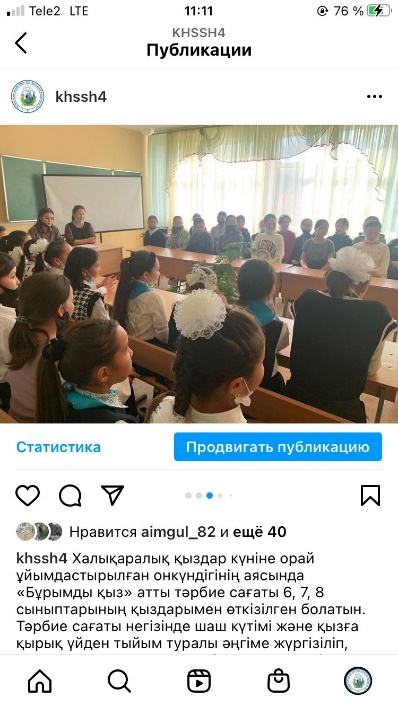 Tele2 LTE 11:11 76 %
KHSSH4
Публикации
khssh4
Статистика
Продвигать публикацию
Нравится aimgul_82 и ещё 40
khssh4 Халықаралық қыздар күніне орай
ұйымдастырылған онкүндігінің аясында
«Бұрымды қыз» атты тәрбие сағаты 6, 7, 8
сыныптарының қыздарымен өткізілген болатын.
Тәрбие сағаты негізінде шаш күтімі және қызға
қырық үйден тыйым туралы әңгіме жүргізіліп,